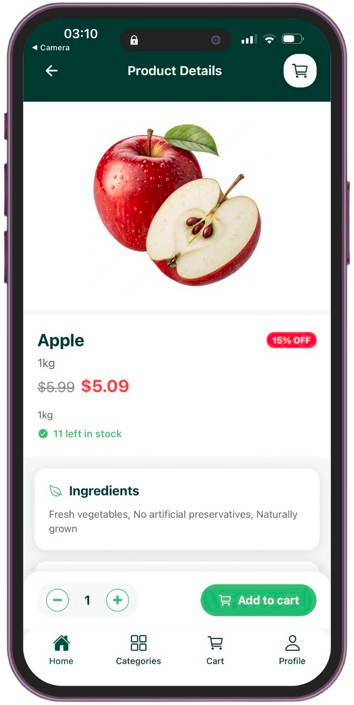 03:10
◀ Camera
Product Details
Apple
15% OFF
1kg
$5.99 $5.09
1kg
11 left in stock
Ingredients
Fresh vegetables, No artificial preservatives, Naturally
grown
1
Add to cart
Home
Categories
Cart
Profile